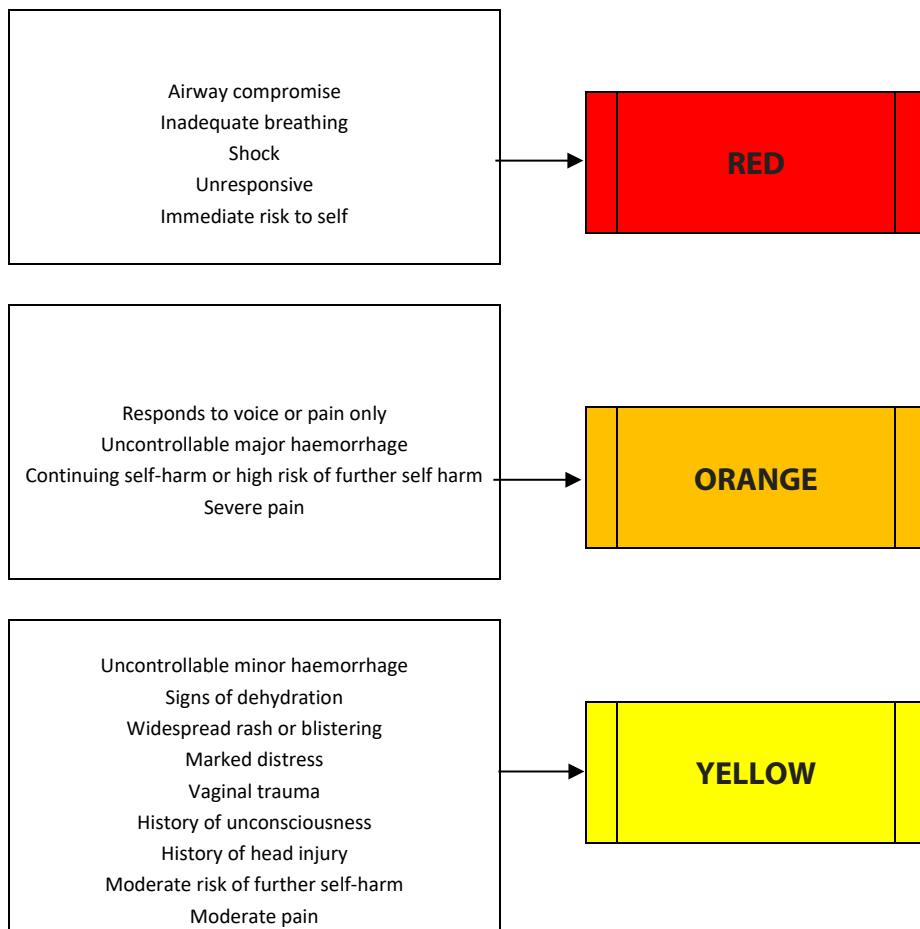 Airway compromise
Inadequate breathing
Shock
Unresponsive
Immediate risk to self
RED
Responds to voice or pain only
Uncontrollable major haemorrhage
Continuing self-harm or high risk of further self harm
Severe pain
ORANGE
Uncontrollable minor haemorrhage
Signs of dehydration
Widespread rash or blistering
Marked distress
Vaginal trauma
History of unconsciousness
History of head injury
Moderate risk of further self-harm
Moderate pain
YELLOW